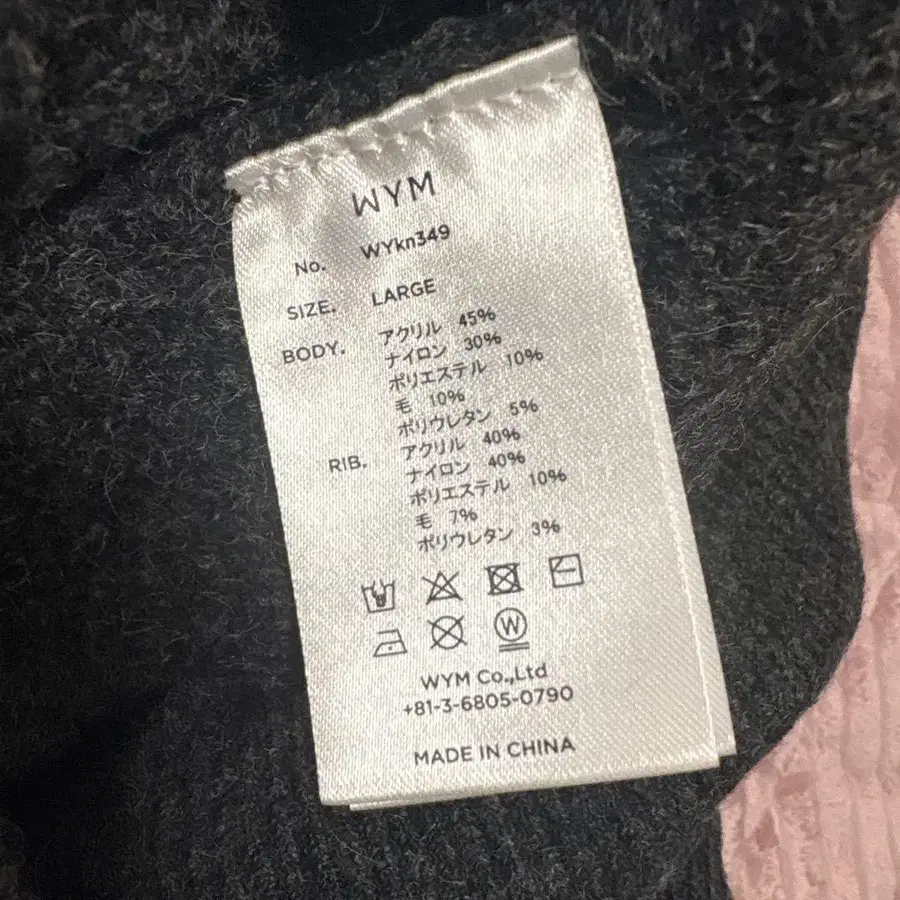 WYM
No. WYkn349
SIZE. LARGE
BODY. アクリル 45%
ナイロン 30%
ポリエステル 10%
毛 10%
ポリウレタン 5%
RIB. アクリル 40%
ナイロン 40%
ポリエステル 10%
毛 7%
ポリウレタン 3%
W
WYM Co.,Ltd
+81-3-6805-0790
MADE IN CHINA